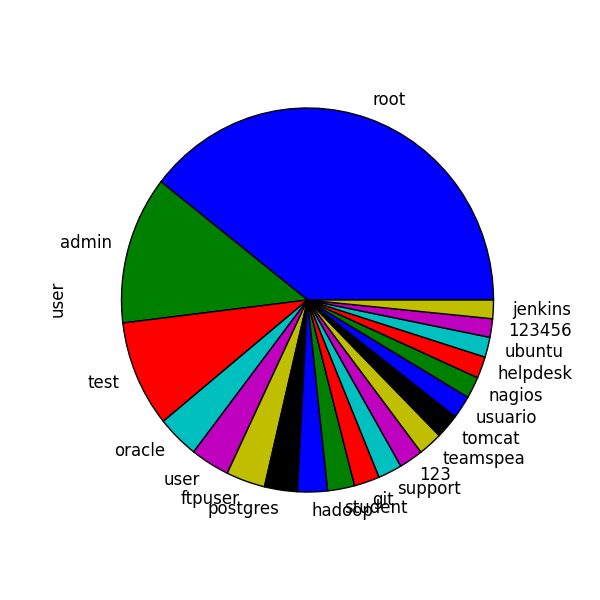 root
admin
user
test
oracle
user
ftpuser
postgres
hadoop
student
git
support
123
teamspea
tomcat
usuario
nagios
helpdesk
ubuntu
123456
jenkins